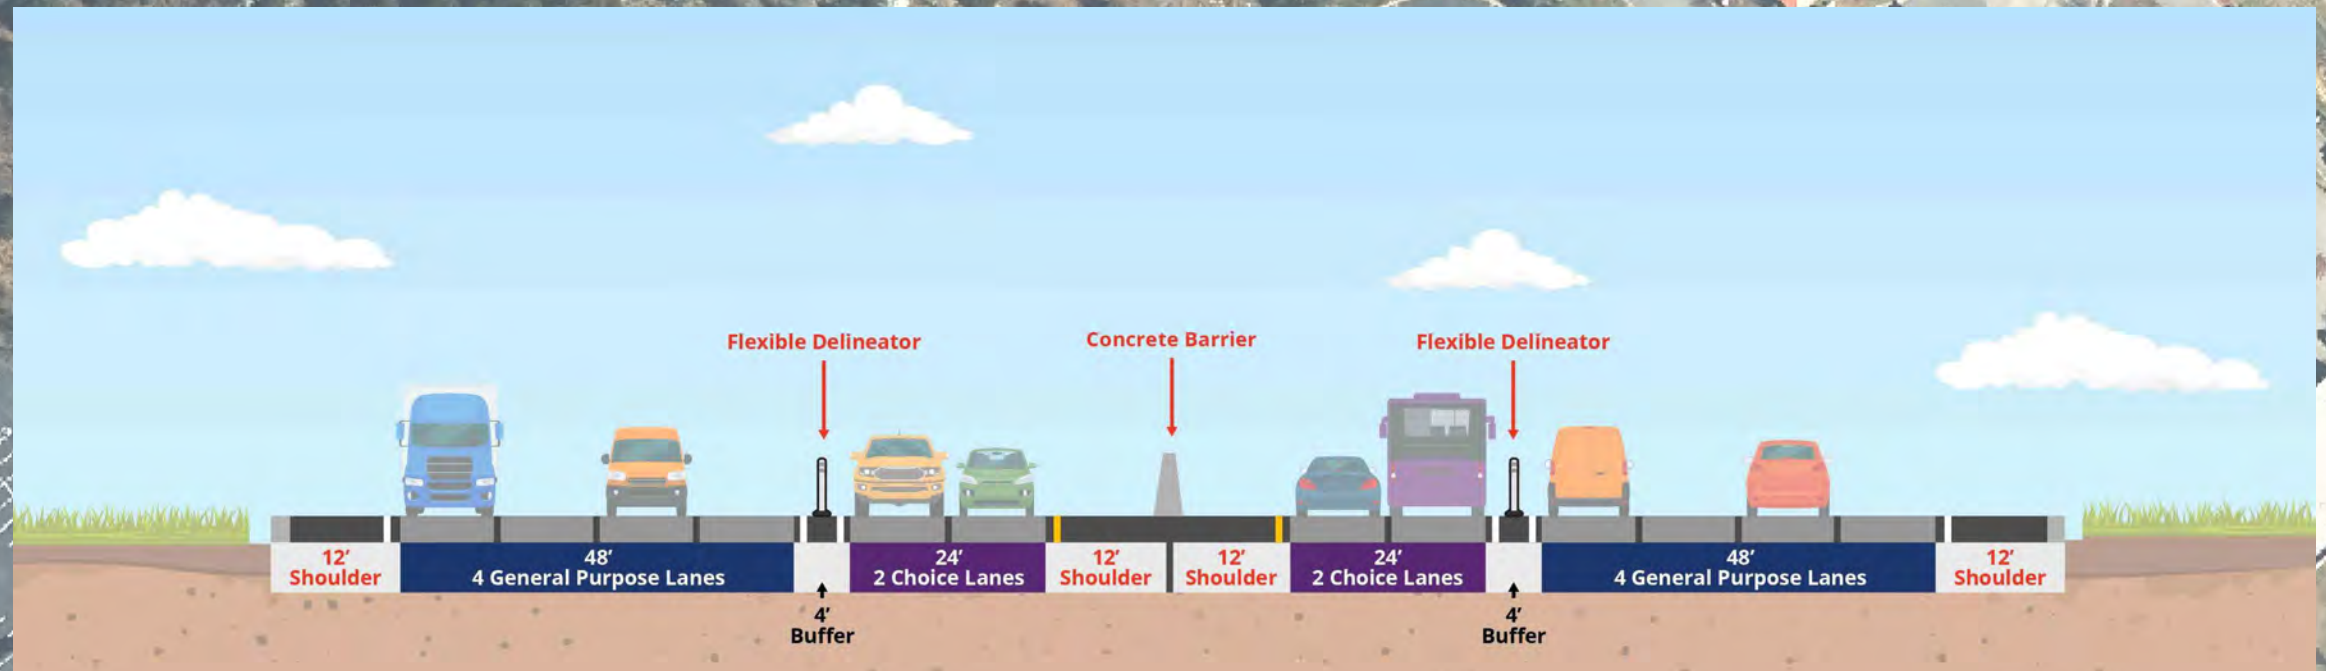 Flexible Delineator
Concrete Barrier
Flexible Delineator
12’
Shoulder
48’
4 General Purpose Lanes
4’
Buffer
24’
2 Choice Lanes
12’
Shoulder
12’
Shoulder
24’
2 Choice Lanes
4’
Buffer
48’
4 General Purpose Lanes
12’
Shoulder